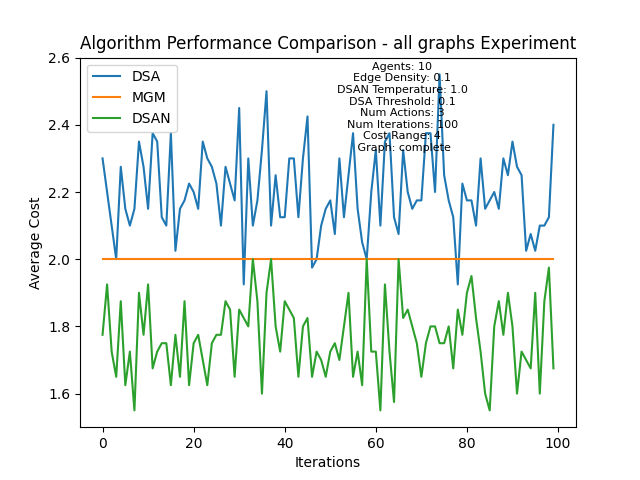 Algorithm Performance Comparison - all graphs Experiment
DSA
MGM
DSAN
Agents: 10
Edge Density: 0.1
DSAN Temperature: 1.0
DSA Threshold: 0.1
Num Actions: 3
Num Iterations: 100
Cost Range: 4
Graph: complete
2.6
2.4
2.2
2.0
1.8
1.6
Average Cost
0
20
40
60
80
100
Iterations